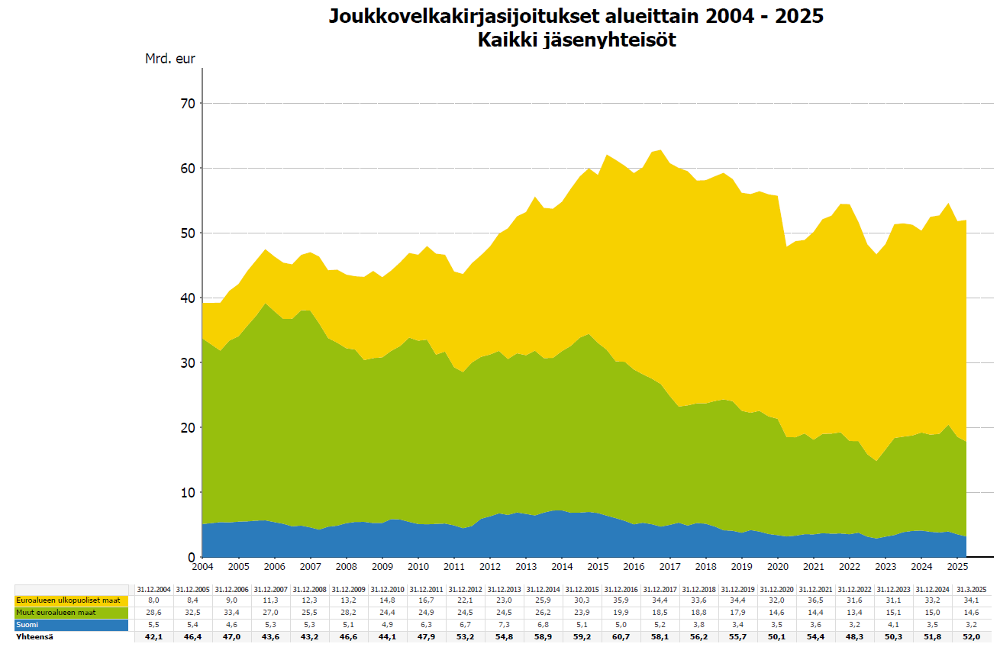 Joukkovelkakirjasijoitukset alueittain 2004 - 2025
Kaikki jäsenyhteisöt
Mrd. eur
70
60
50
40
30
20
10
0
2004 2005 2006 2007 2008 2009 2010 2011 2012 2013 2014 2015 2016 2017 2018 2019 2020 2021 2022 2023 2024 2025
31.12.2004 31.12.2005 31.12.2006 31.12.2007 31.12.2008 31.12.2009 31.12.2010 31.12.2011 31.12.2012 31.12.2013 31.12.2014 31.12.2015 31.12.2016 31.12.2017 31.12.2018 31.12.2019 31.12.2020 31.12.2021 31.12.2022 31.12.2023 31.12.2024 31.3.2025
Euroalueen ulkopuoliset maat 8,0 8,4 9,0 11,3 12,3 13,2 14,8 16,7 22,1 23,0 25,9 30,3 35,9 34,4 33,6 34,4 32,0 36,5 31,6 31,1 33,2 34,1
Muut euroalueen maat 28,6 32,5 33,4 27,0 25,5 28,2 24,4 24,9 24,5 24,5 26,2 23,9 19,9 18,5 18,8 17,9 14,6 14,4 13,4 15,1 15,0 14,6
Suomi 5,5 5,4 4,6 5,3 5,3 5,1 4,9 6,3 6,7 7,3 6,8 5,1 5,0 5,2 3,8 3,4 3,5 3,6 3,2 4,1 3,5 3,2
Yhteensä 42,1 46,4 47,0 43,6 43,2 46,6 44,1 47,9 53,2 54,8 58,9 59,2 60,7 58,1 56,2 55,7 50,1 54,4 48,3 50,3 51,8 52,0